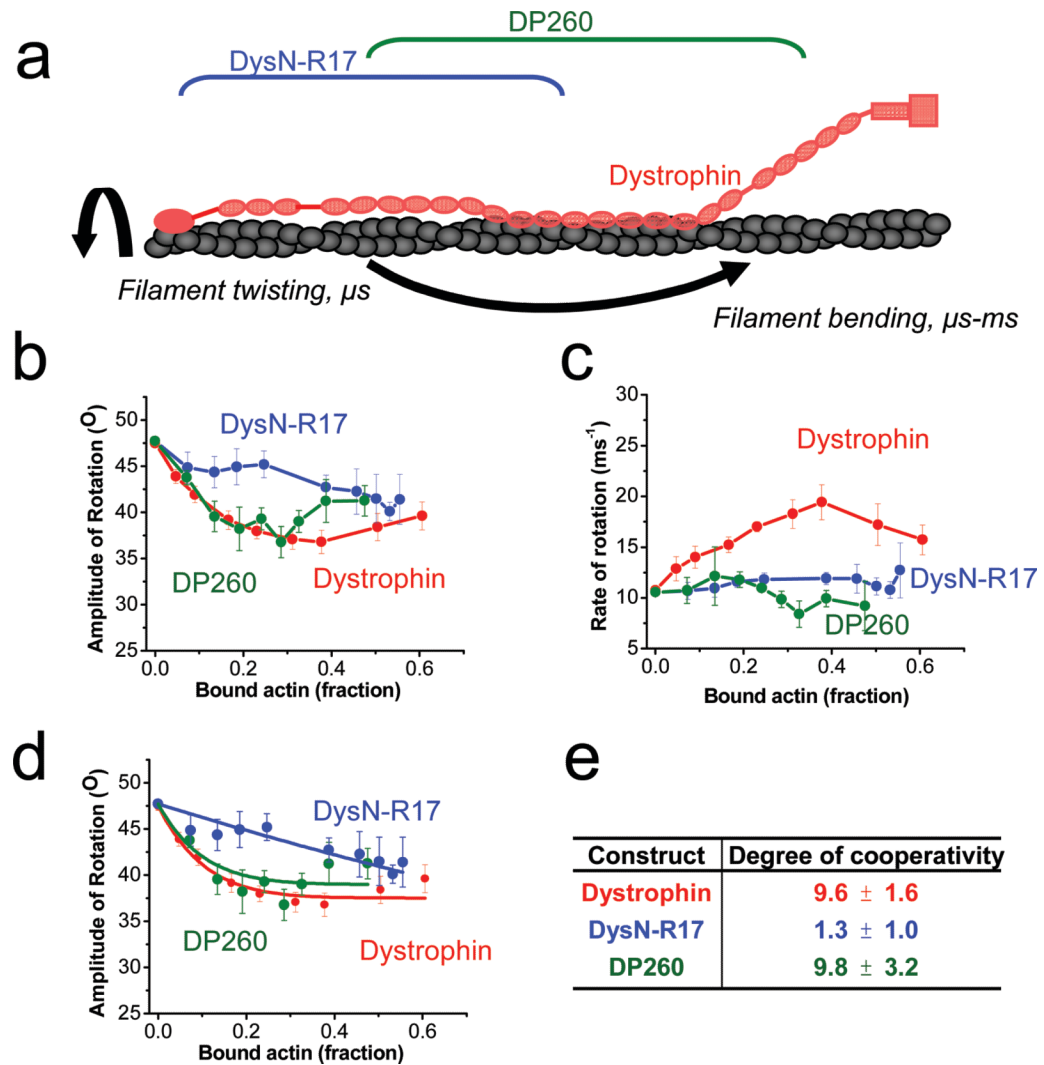 a
DP260
DysN-R17
Dystrophin
Filament twisting, µs
Filament bending, µs-ms
b
Amplitude of Rotation (O)
50
45
40
35
30
25
0.0 0.2 0.4 0.6
Bound actin (fraction)
DysN-R17
DP260
Dystrophin
c
Rate of rotation (ms-1)
30
25
20
15
10
5
0.0 0.2 0.4 0.6
Bound actin (fraction)
Dystrophin
DysN-R17
DP260
d
Amplitude of Rotation (O)
50
45
40
35
30
25
0.0 0.2 0.4 0.6
Bound actin (fraction)
DysN-R17
DP260
Dystrophin
e
Construct Degree of cooperativity
Dystrophin 9.6 ± 1.6
DysN-R17 1.3 ± 1.0
DP260 9.8 ± 3.2